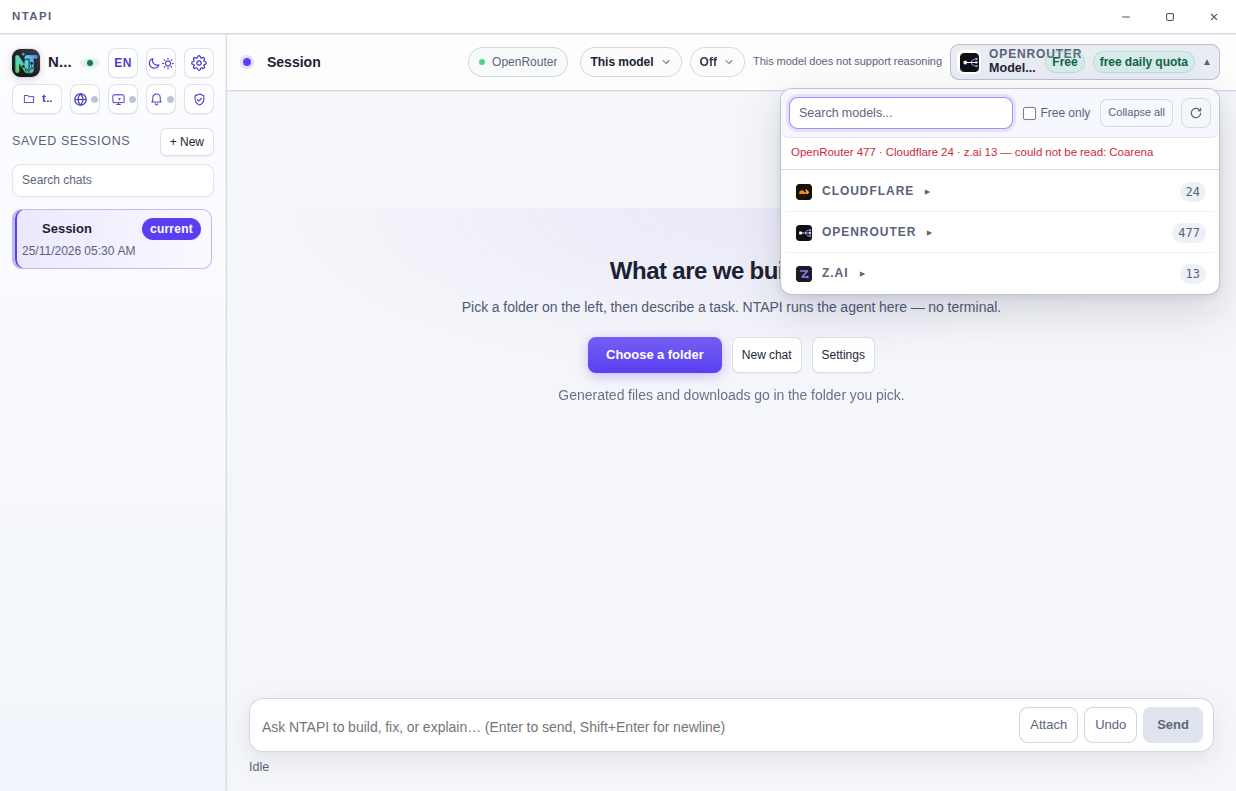 NTAPI
N...
EN
t..
SAVED SESSIONS
+ New
Search chats
Session
current
25/11/2026 05:30 AM
Session
OpenRouter
This model
Off
This model does not support reasoning
OPENROUTER
Model...
Free
free daily quota
Search models...
Free only
Collapse all
OpenRouter 477 · Cloudflare 24 · z.ai 13 — could not be read: Coarena
CLOUDFLARE
24
OPENROUTER
477
Z.AI
13
What are we bui
Pick a folder on the left, then describe a task. NTAPI runs the agent here — no terminal.
Choose a folder
New chat
Settings
Generated files and downloads go in the folder you pick.
Ask NTAPI to build, fix, or explain… (Enter to send, Shift+Enter for newline)
Attach
Undo
Send
Idle